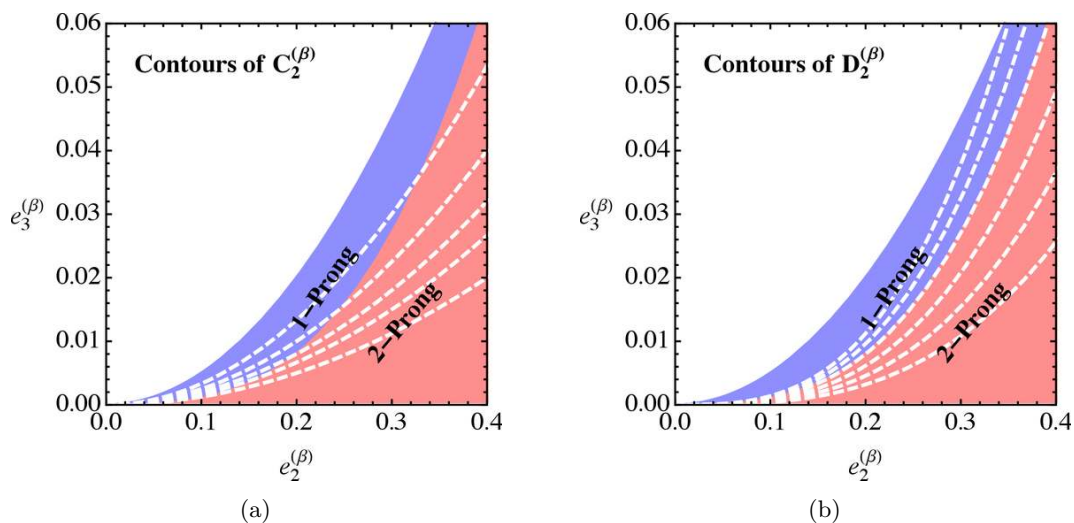 Contours of C₂^(β)
0.06
0.05
0.04
0.03
0.02
0.01
0.00
e₃^(β)
1−Prong
2−Prong
0.0 0.1 0.2 0.3 0.4
e₂^(β)
(a)
Contours of D₂^(β)
0.06
0.05
0.04
0.03
0.02
0.01
0.00
e₃^(β)
1−Prong
2−Prong
0.0 0.1 0.2 0.3 0.4
e₂^(β)
(b)